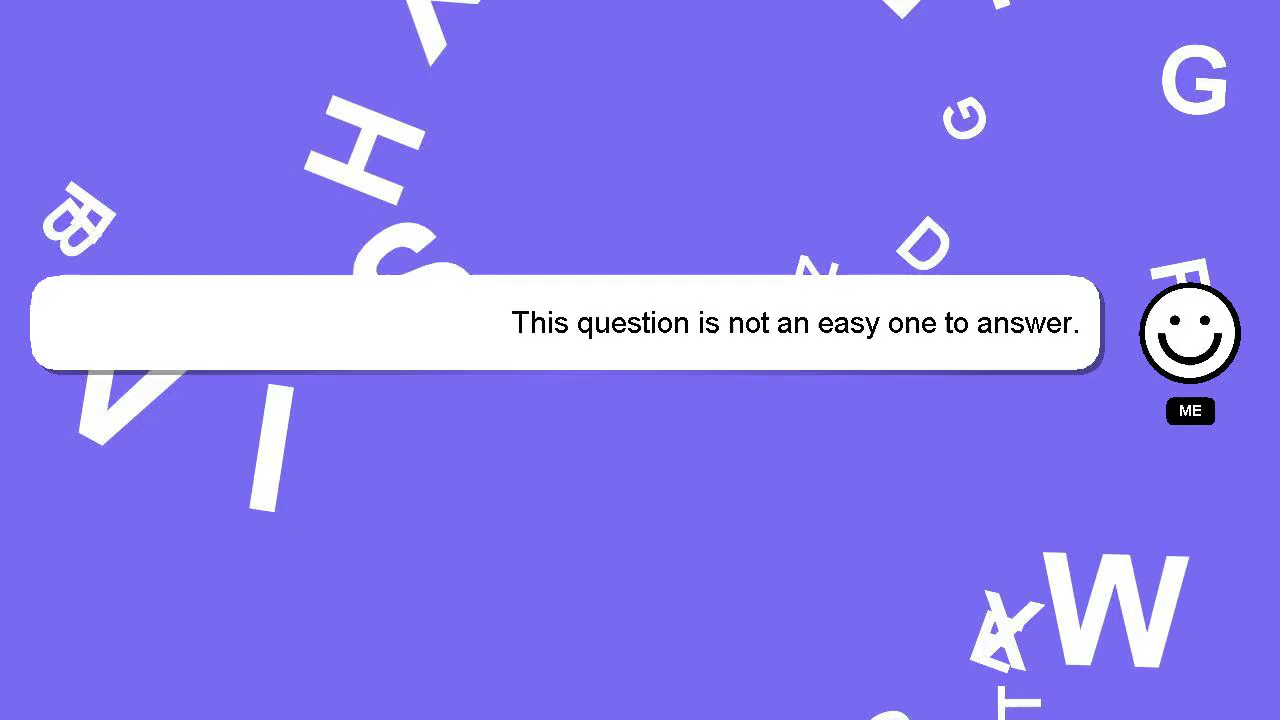 G
H
G
R
B
D
S
Z
F
This question is not an easy one to answer.
ME
I
W
X
A
T